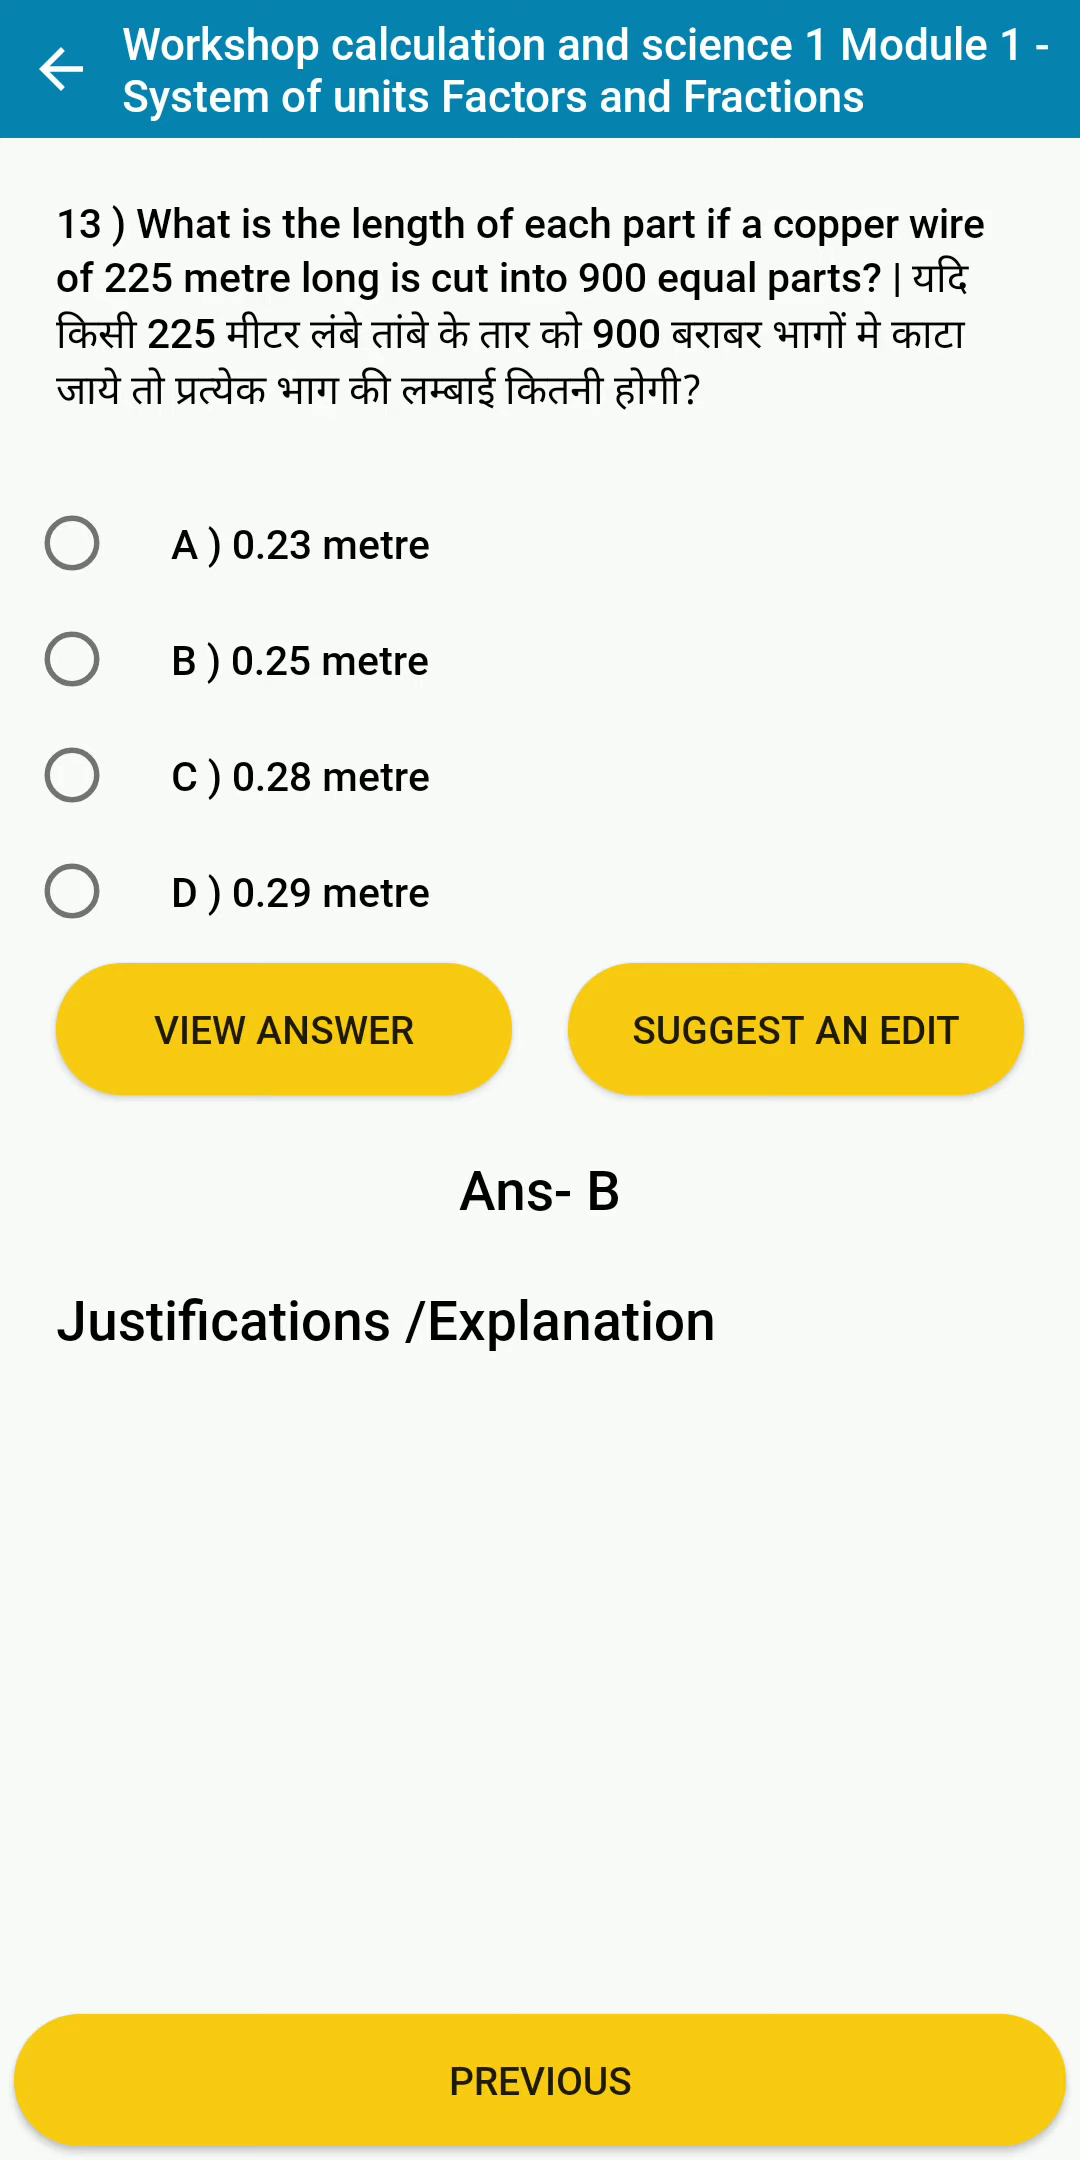 Workshop calculation and science 1 Module 1 -
System of units Factors and Fractions
13 ) What is the length of each part if a copper wire
of 225 metre long is cut into 900 equal parts? | यदि
किसी 225 मीटर लंबे तांबे के तार को 900 बराबर भागों मे काटा
जाये तो प्रत्येक भाग की लम्बाई कितनी होगी?
A ) 0.23 metre
B ) 0.25 metre
C ) 0.28 metre
D ) 0.29 metre
VIEW ANSWER
SUGGEST AN EDIT
Ans- B
Justifications /Explanation
PREVIOUS